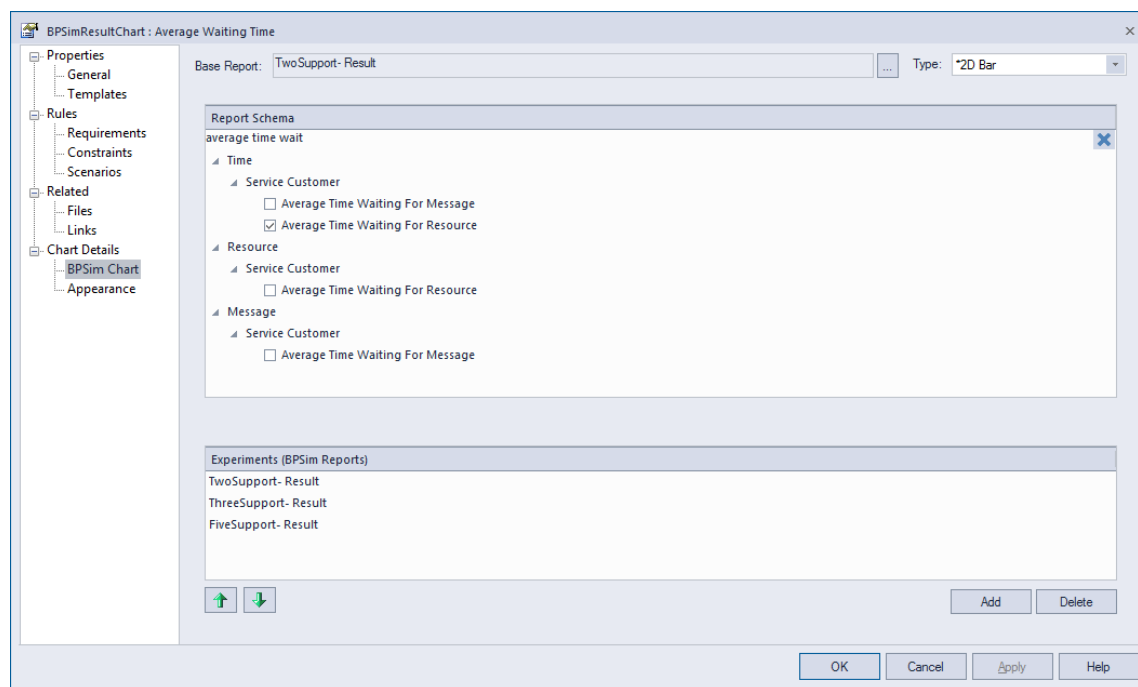 BPSimResultChart : Average Waiting Time
Properties
General
Templates
Rules
Requirements
Constraints
Scenarios
Related
Files
Links
Chart Details
BPSim Chart
Appearance
Base Report: TwoSupport- Result ... Type: *2D Bar
Report Schema
average time wait
Time
Service Customer
Average Time Waiting For Message
Average Time Waiting For Resource
Resource
Service Customer
Average Time Waiting For Resource
Message
Service Customer
Average Time Waiting For Message
Experiments (BPSim Reports)
TwoSupport- Result
ThreeSupport- Result
FiveSupport- Result
Add Delete
OK Cancel Apply Help